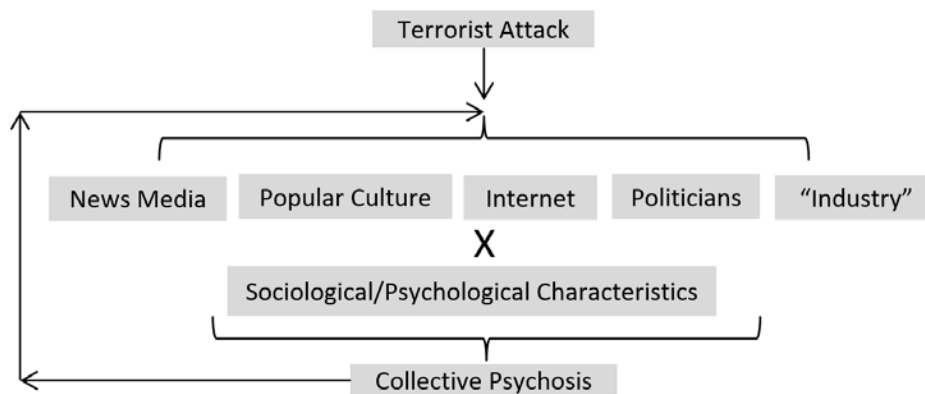 Terrorist Attack
News Media
Popular Culture
Internet
Politicians
“Industry”
X
Sociological/Psychological Characteristics
Collective Psychosis